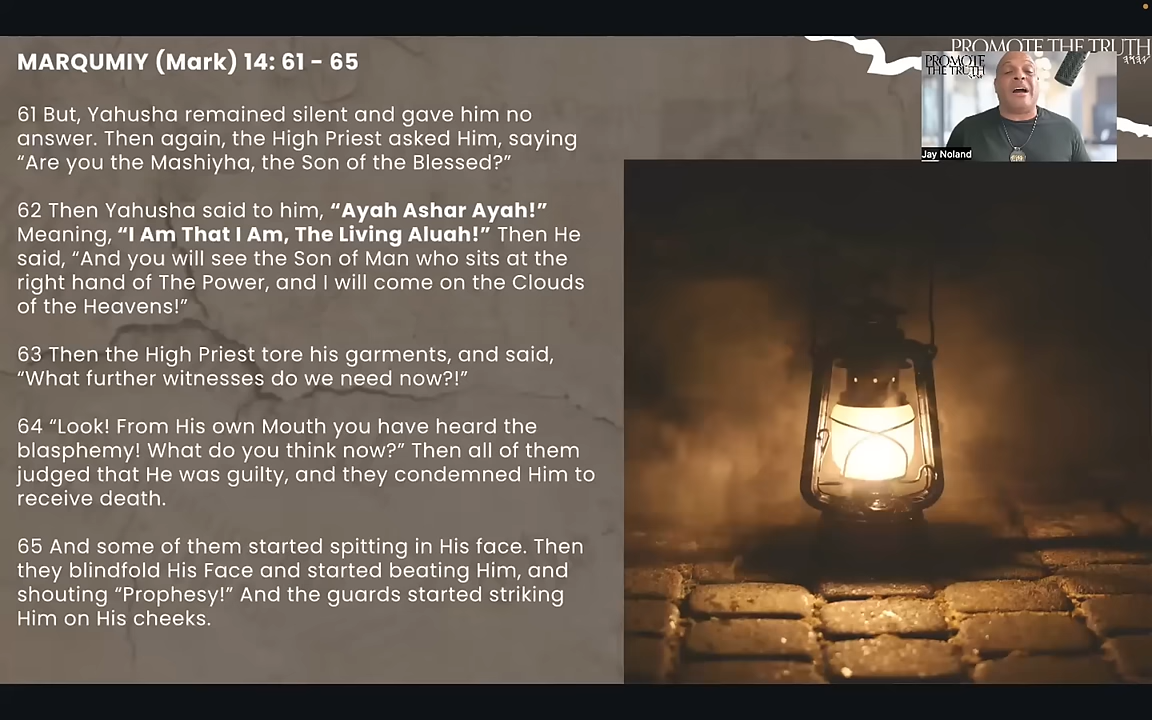 MARQUMIY (Mark) 14: 61 - 65
61 But, Yahusha remained silent and gave him no
answer. Then again, the High Priest asked Him, saying
“Are you the Mashiyha, the Son of the Blessed?”
62 Then Yahusha said to him, “Ayah Ashar Ayah!”
Meaning, “I Am That I Am, The Living Aluah!” Then He
said, “And you will see the Son of Man who sits at the
right hand of The Power, and I will come on the Clouds
of the Heavens!”
63 Then the High Priest tore his garments, and said,
“What further witnesses do we need now?!”
64 “Look! From His own Mouth you have heard the
blasphemy! What do you think now?” Then all of them
judged that He was guilty, and they condemned Him to
receive death.
65 And some of them started spitting in His face. Then
they blindfold His Face and started beating Him, and
shouting “Prophesy!” And the guards started striking
Him on His cheeks.
PROMOTE THE TRUTH
PROMOTE
THE TRUTH
Jay Noland